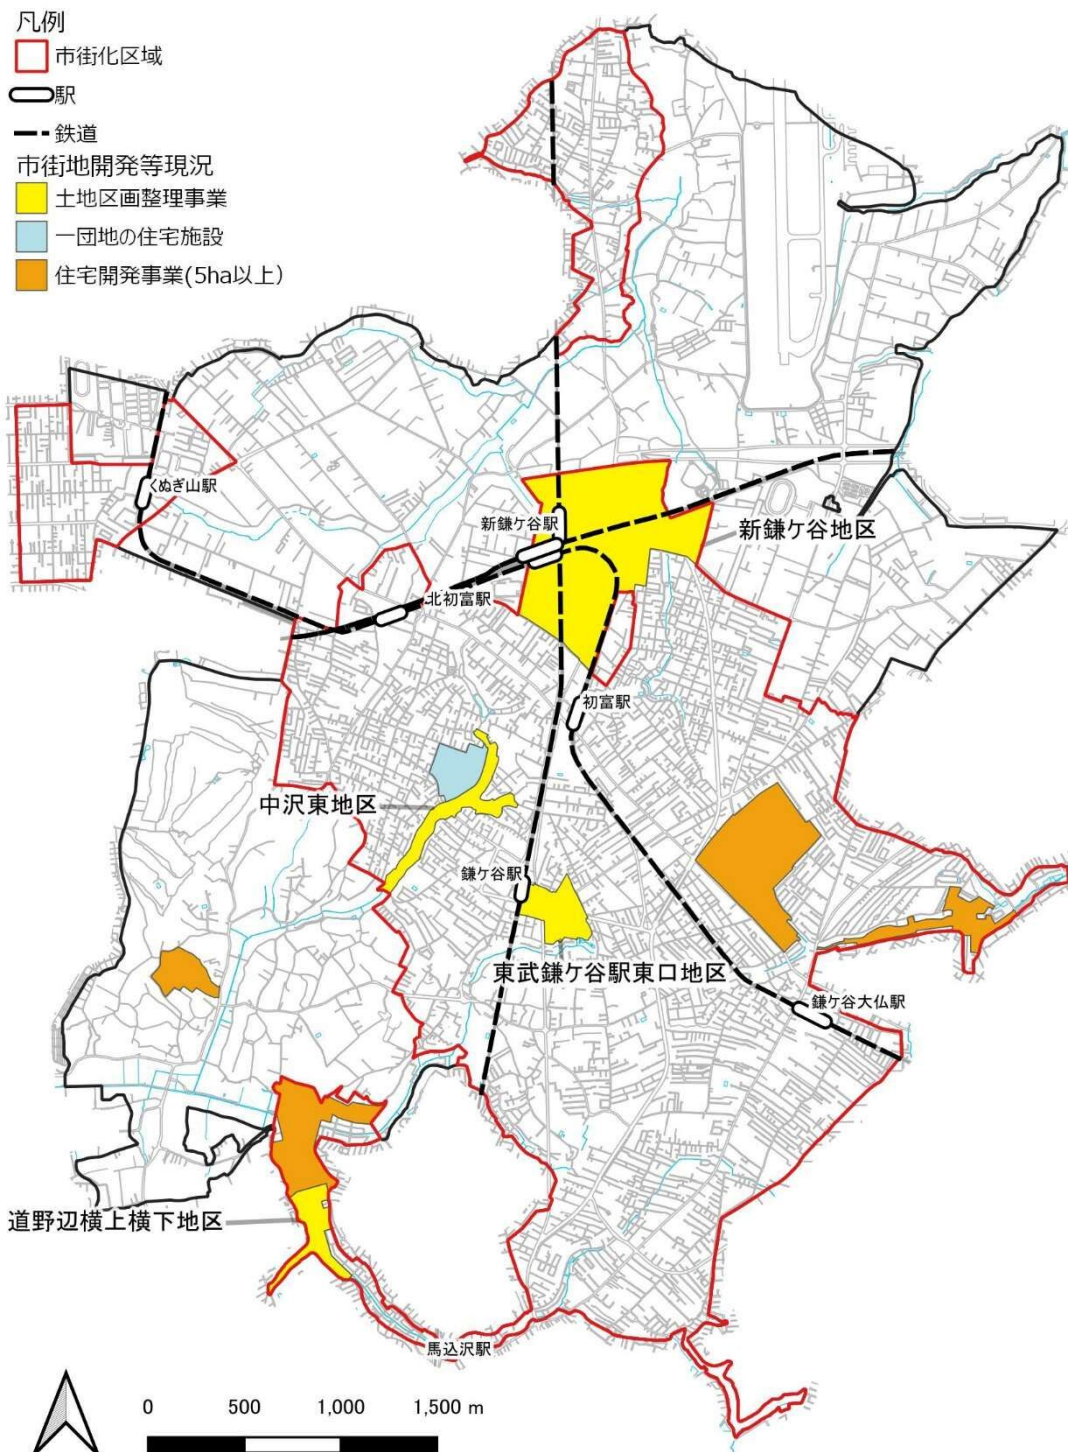 凡例
市街化区域
駅
鉄道
市街地開発等現況
土地区画整理事業
一団地の住宅施設
住宅開発事業(5ha以上)
くぬぎ山駅
新鎌ケ谷駅
新鎌ケ谷地区
北初富駅
初富駅
中沢東地区
鎌ケ谷駅
東武鎌ケ谷駅東口地区
鎌ケ谷大仏駅
道野辺横上横下地区
馬込沢駅
0 500 1,000 1,500 m